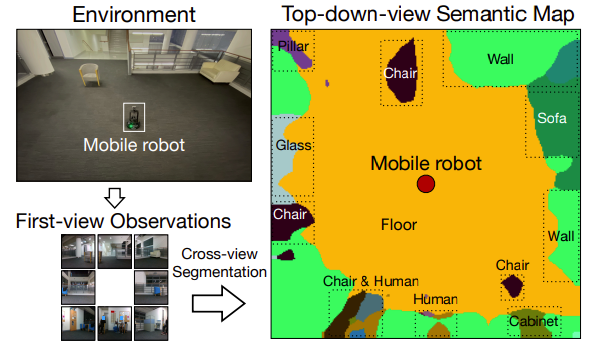 Environment
Mobile robot
First-view Observations
Cross-view
Segmentation
Top-down-view Semantic Map
Pillar
Chair
Wall
Sofa
Glass
Mobile robot
Chair
Floor
Wall
Chair
Chair & Human
Human
Cabinet